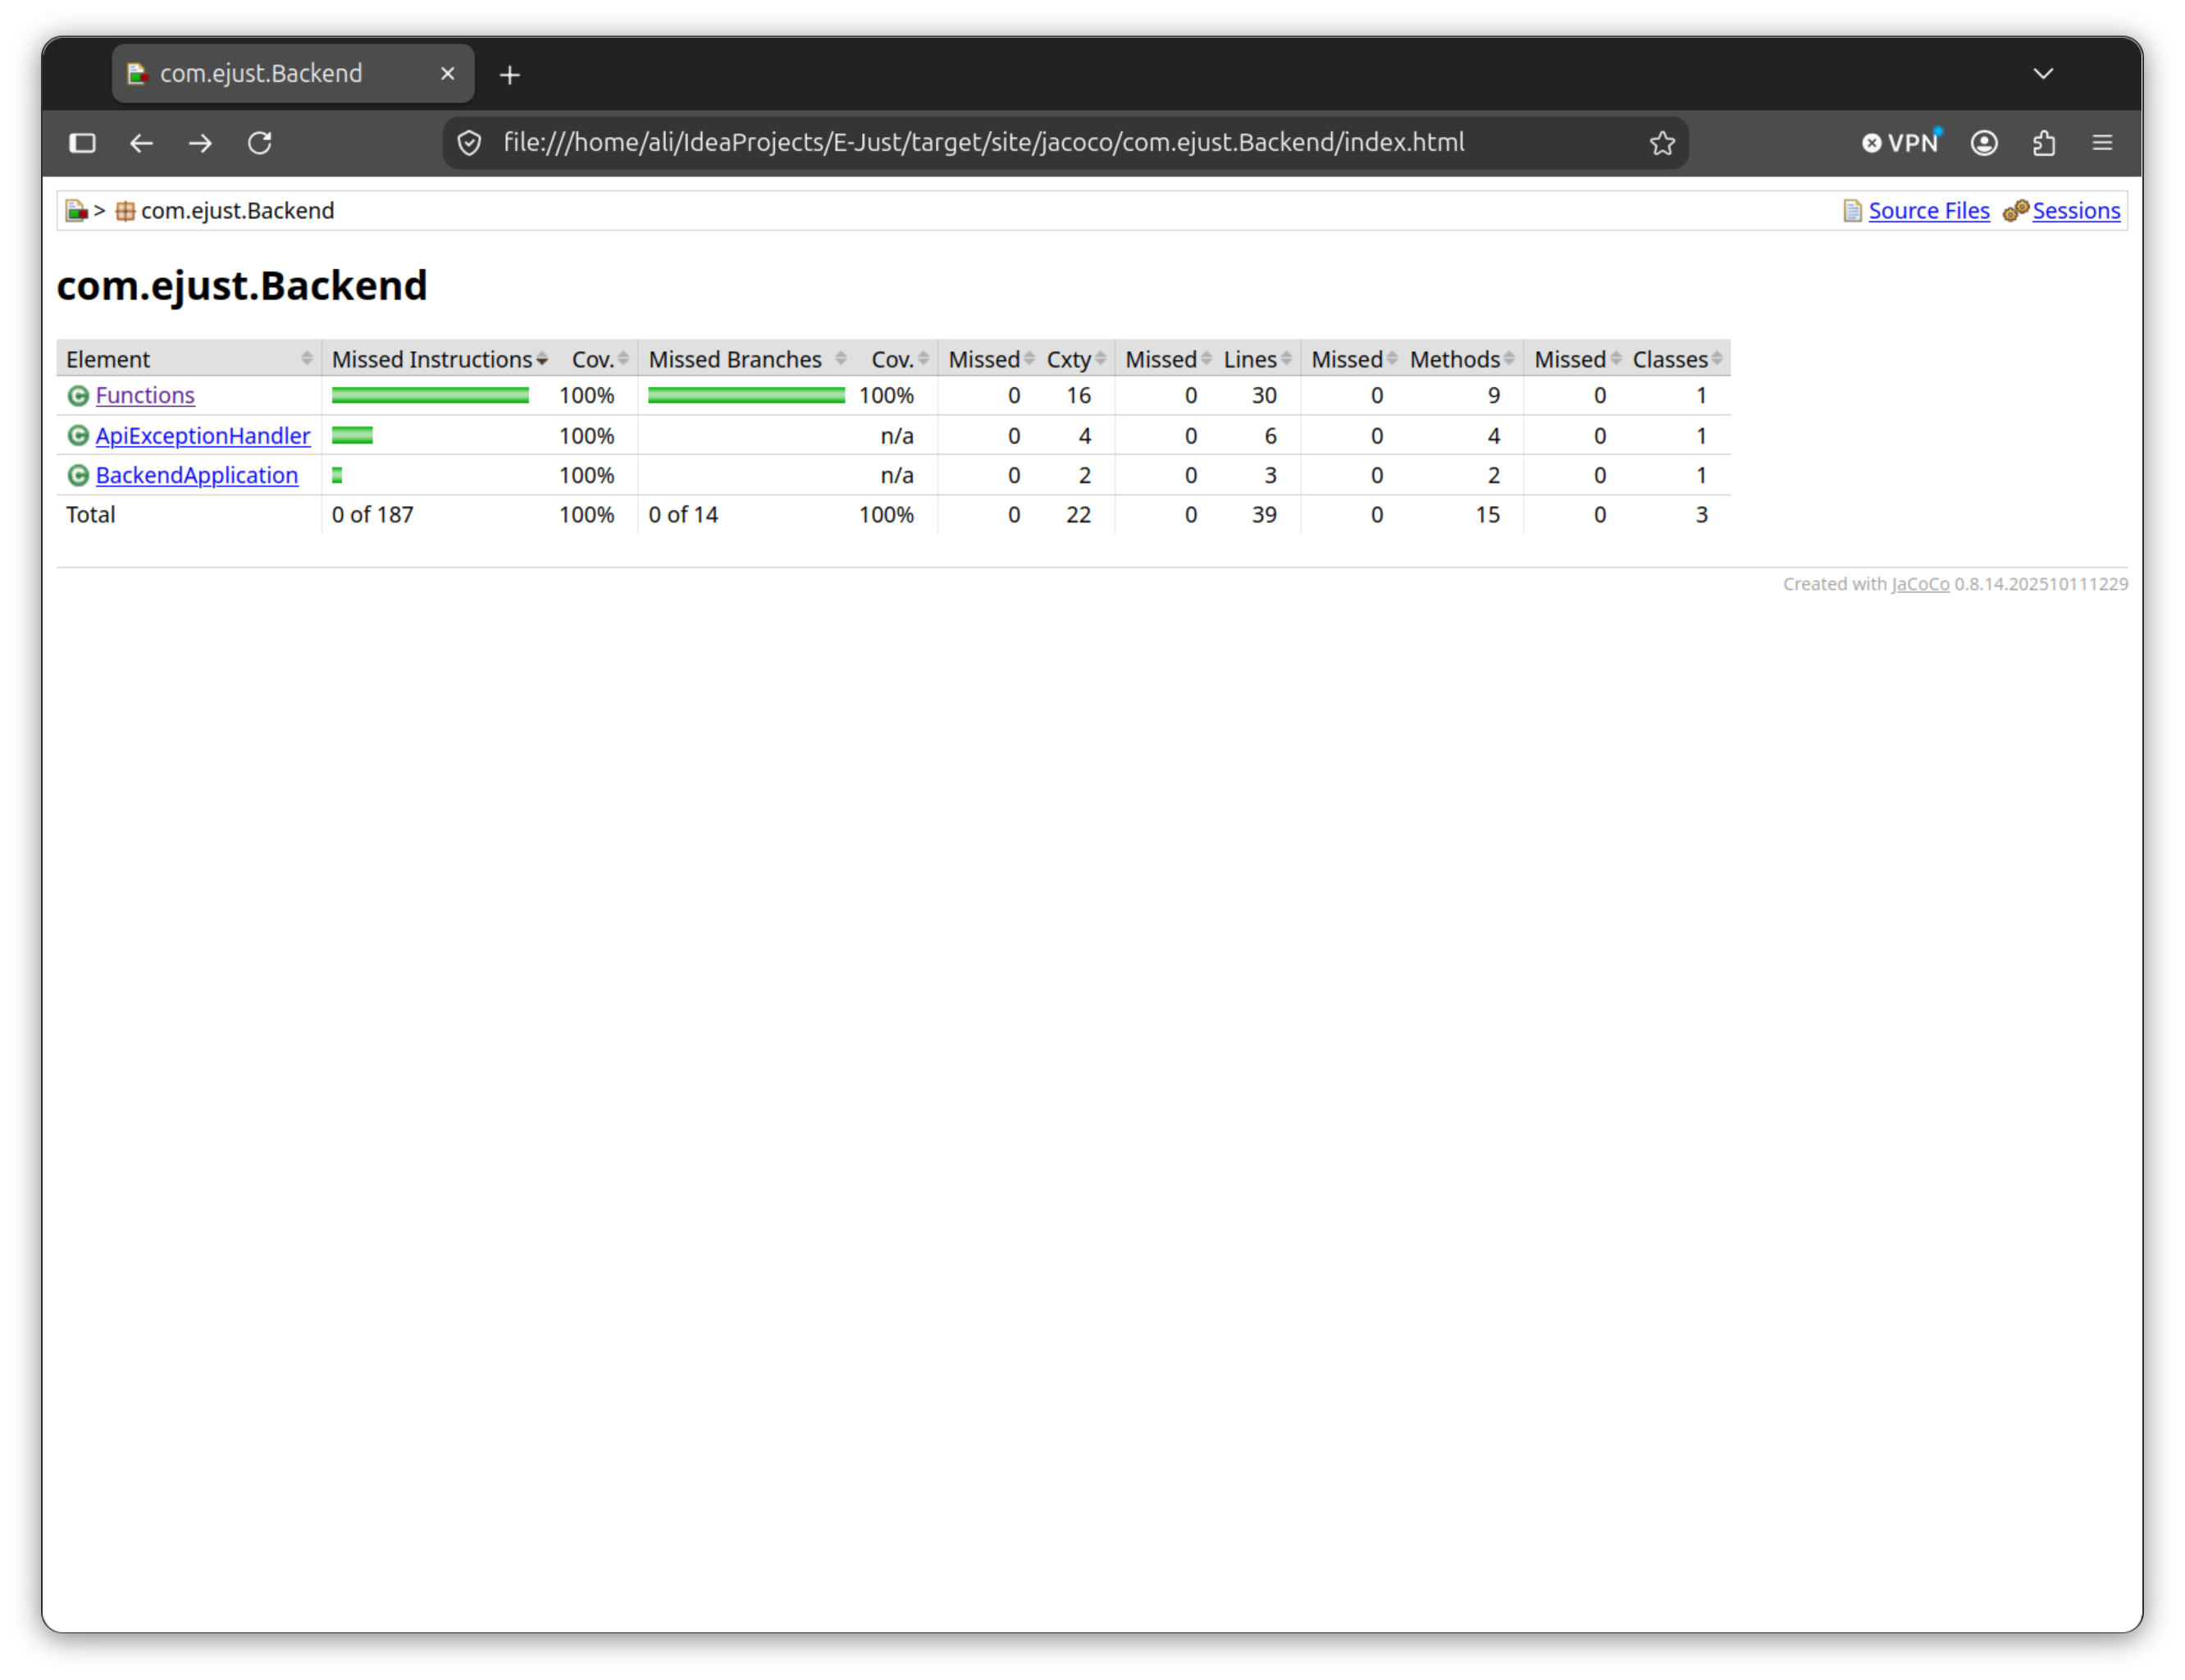 com.ejust.Backend
VPN
file:///home/ali/IdeaProjects/E-Just/target/site/jacoco/com.ejust.Backend/index.html
> com.ejust.Backend Source Files Sessions
com.ejust.Backend
Element Missed Instructions Cov. Missed Branches Cov. Missed Cxty Missed Lines Missed Methods Missed Classes
Functions 100% 100% 0 16 0 30 0 9 0 1
ApiExceptionHandler 100% n/a 0 4 0 6 0 4 0 1
BackendApplication 100% n/a 0 2 0 3 0 2 0 1
Total 0 of 187 100% 0 of 14 100% 0 22 0 39 0 15 0 3
Created with JaCoCo 0.8.14.202510111229